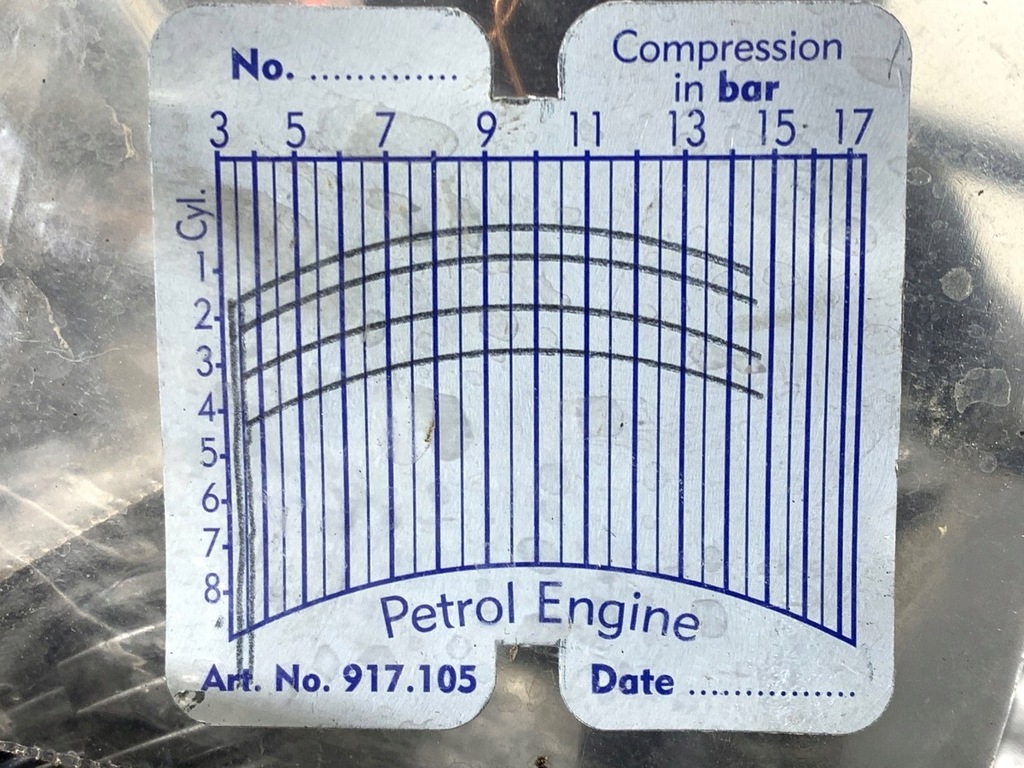 No. .............
Compression
in bar
3 5 7 9 11 13 15 17
Cyl.
1
2
3
4
5
6
7
8
Petrol Engine
Art. No. 917.105
Date ...............